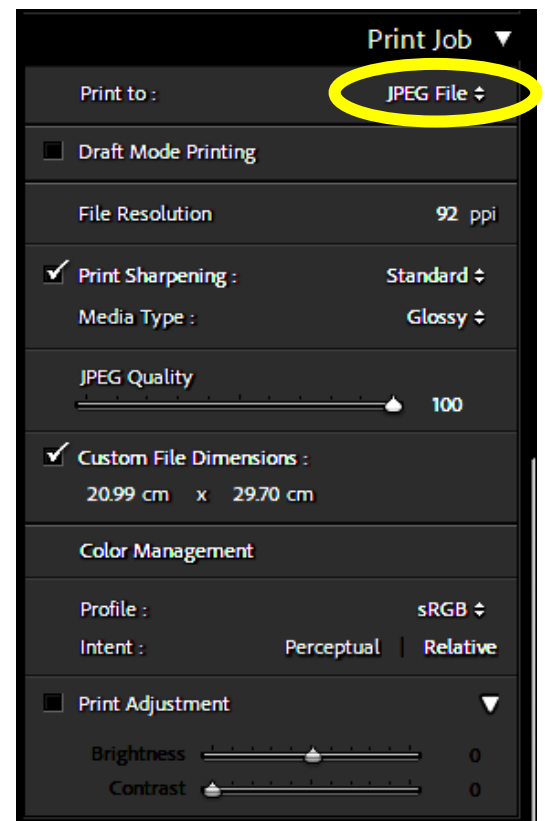 Print Job ▼
Print to : JPEG File
Draft Mode Printing
File Resolution 92 ppi
Print Sharpening : Standard
Media Type : Glossy
JPEG Quality
100
Custom File Dimensions :
20.99 cm x 29.70 cm
Color Management
Profile : sRGB
Intent : Perceptual | Relative
Print Adjustment ▼
Brightness 0
Contrast 0